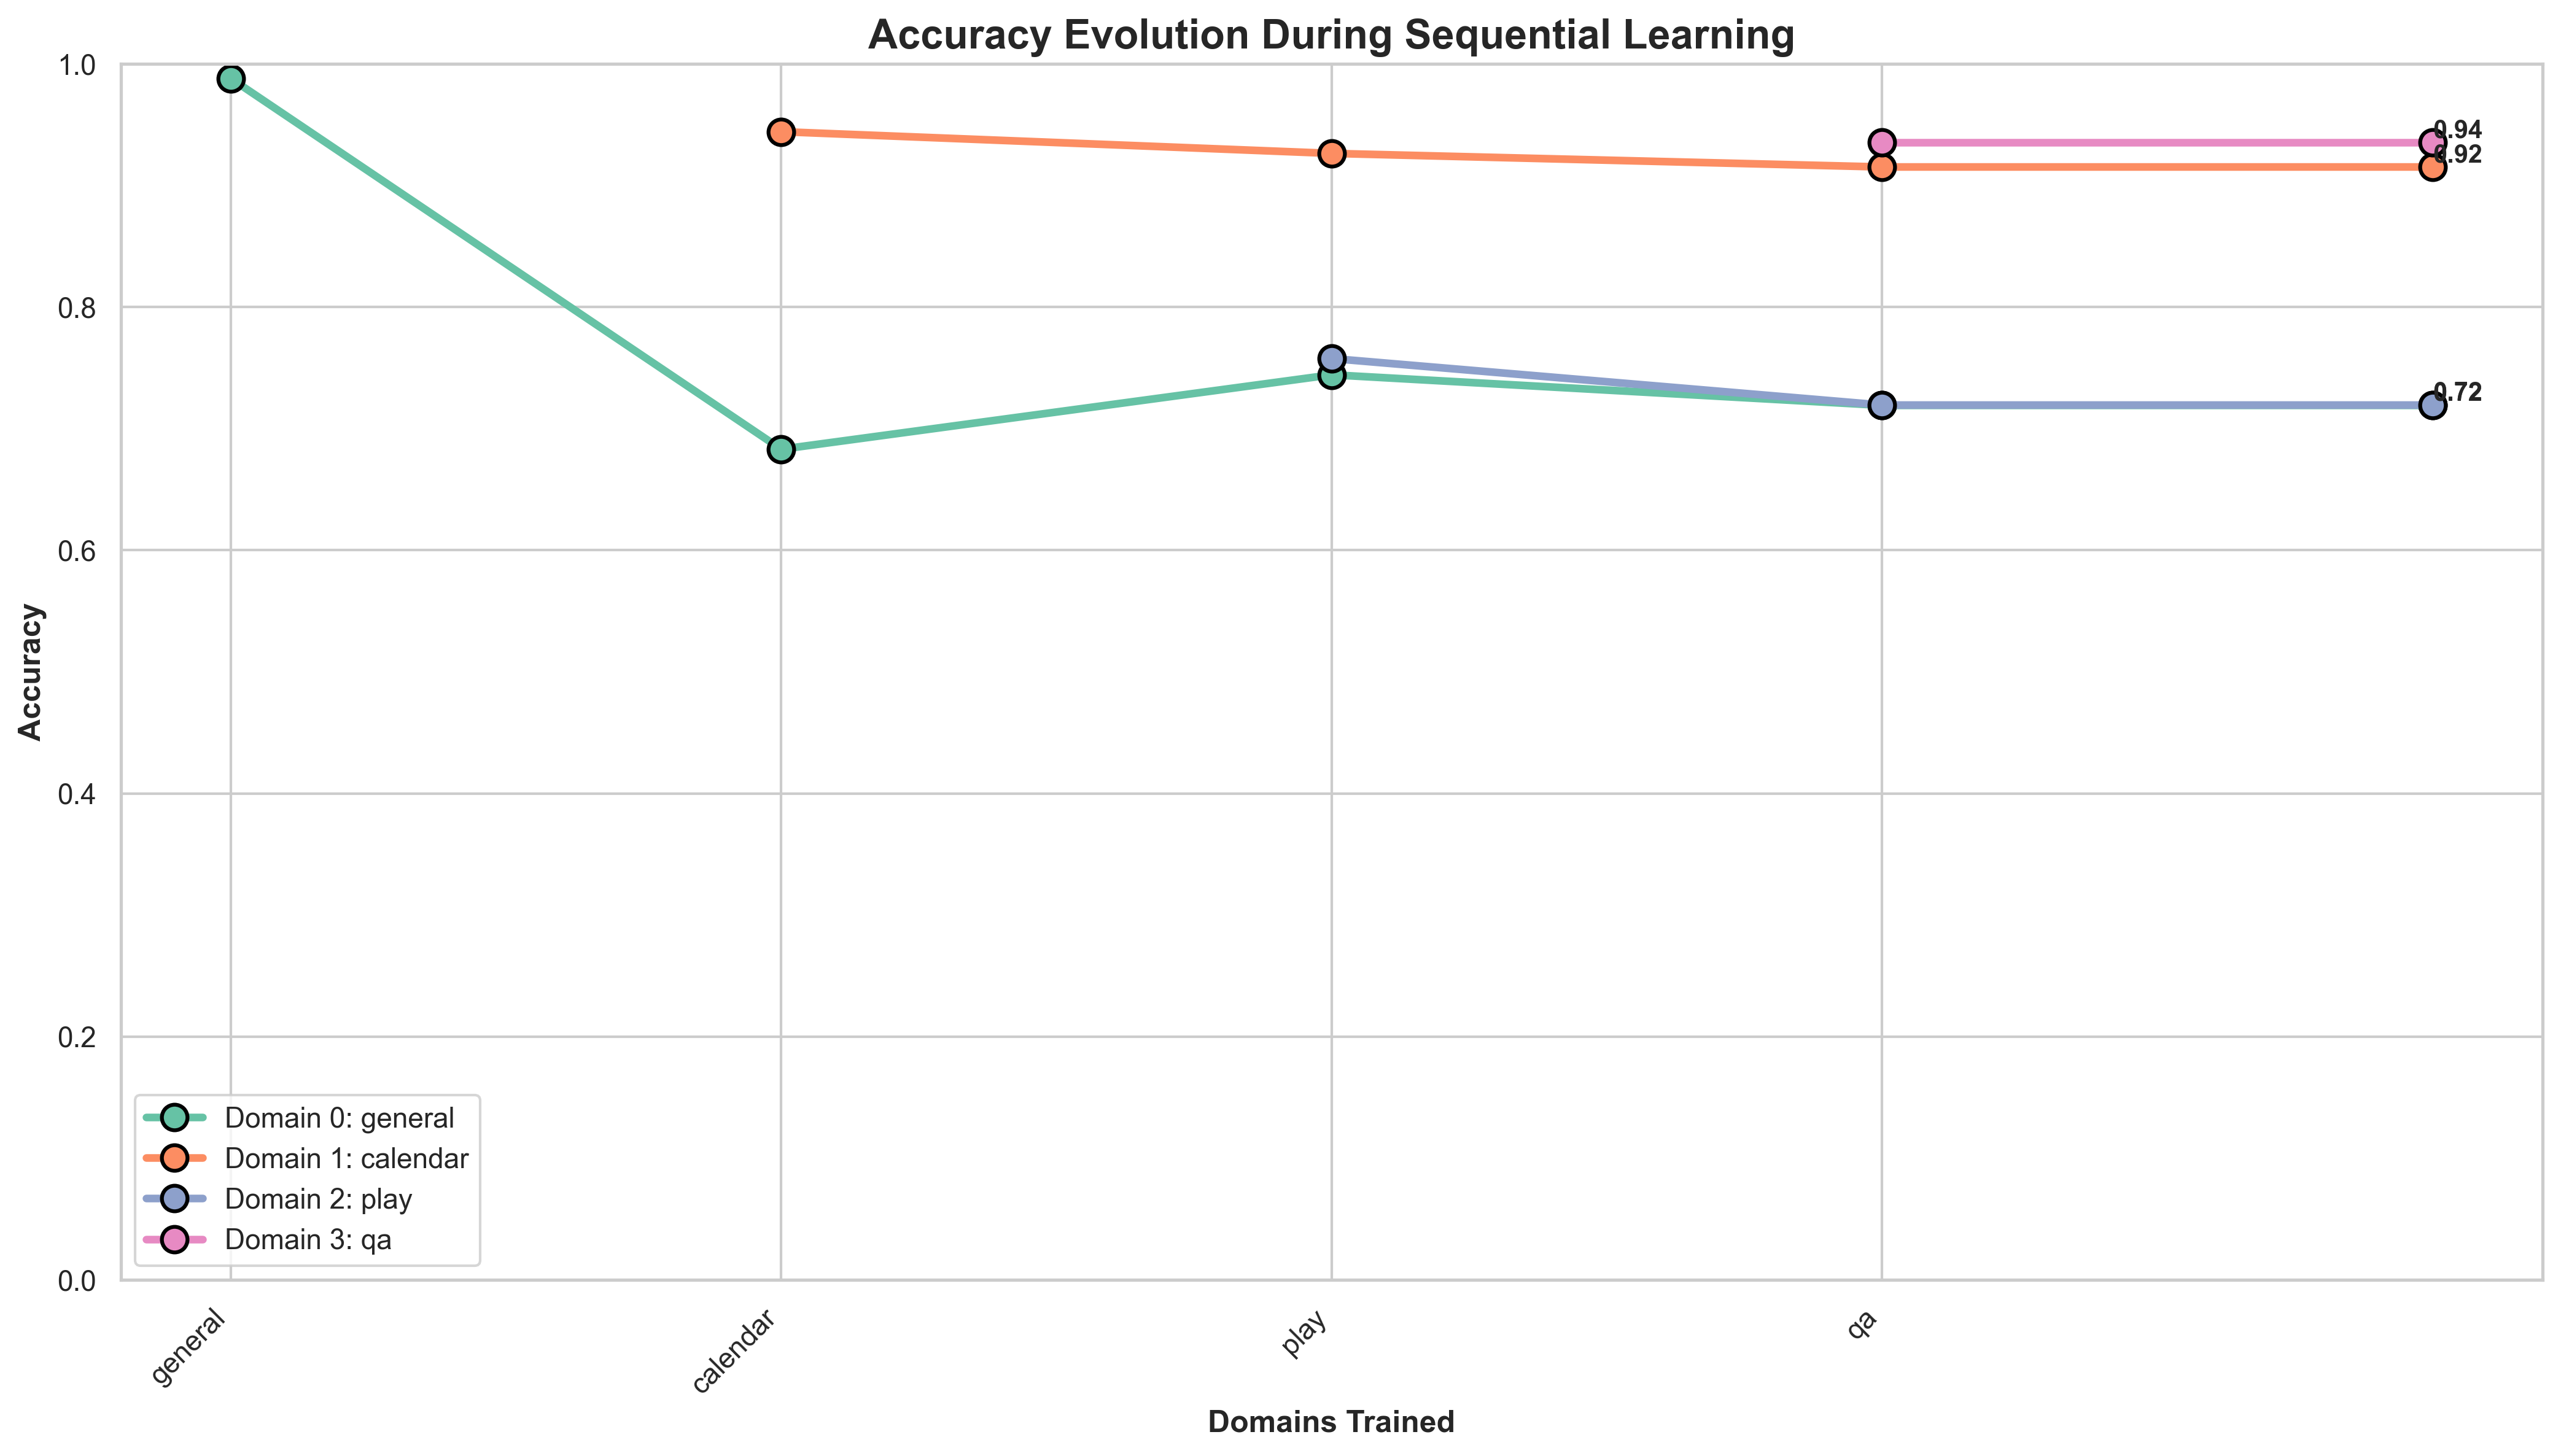 Accuracy Evolution During Sequential Learning
1.0
0.8
0.6
0.4
0.2
0.0
Accuracy
0.94
0.92
0.72
Domain 0: general
Domain 1: calendar
Domain 2: play
Domain 3: qa
general
calendar
play
qa
Domains Trained